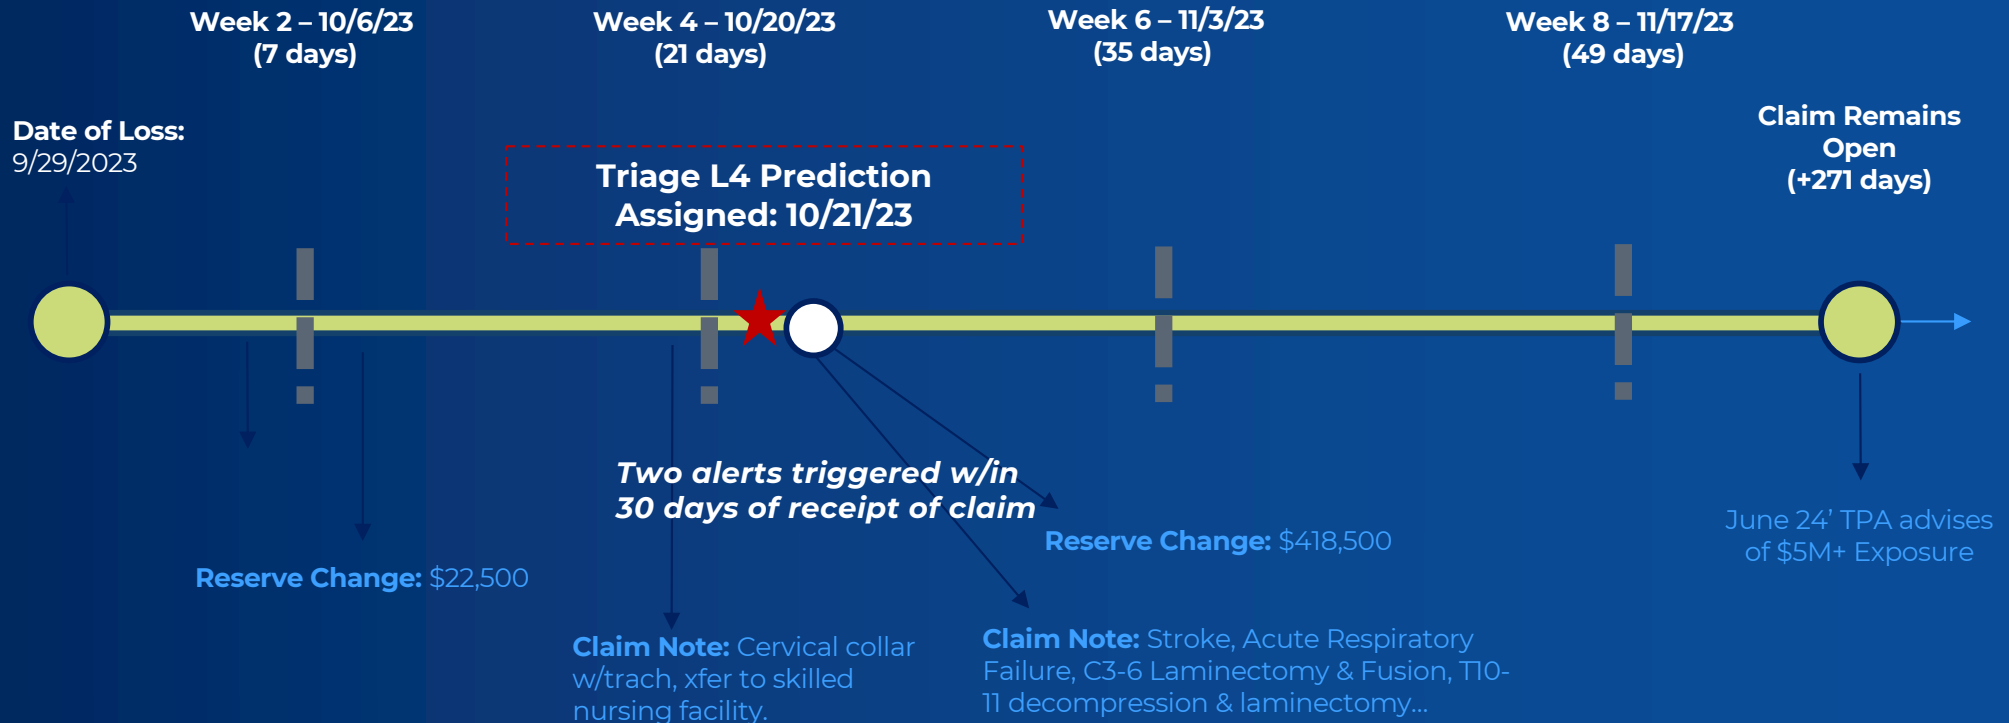 Week 2 – 10/6/23
(7 days)
Week 4 – 10/20/23
(21 days)
Week 6 – 11/3/23
(35 days)
Week 8 – 11/17/23
(49 days)
Date of Loss:
9/29/2023
Triage L4 Prediction
Assigned: 10/21/23
Claim Remains
Open
(+271 days)
Two alerts triggered w/in
30 days of receipt of claim
Reserve Change: $22,500
Reserve Change: $418,500
June 24’ TPA advises
of $5M+ Exposure
Claim Note: Cervical collar
w/trach, xfer to skilled
nursing facility.
Claim Note: Stroke, Acute Respiratory
Failure, C3-6 Laminectomy & Fusion, T10-
11 decompression & laminectomy...